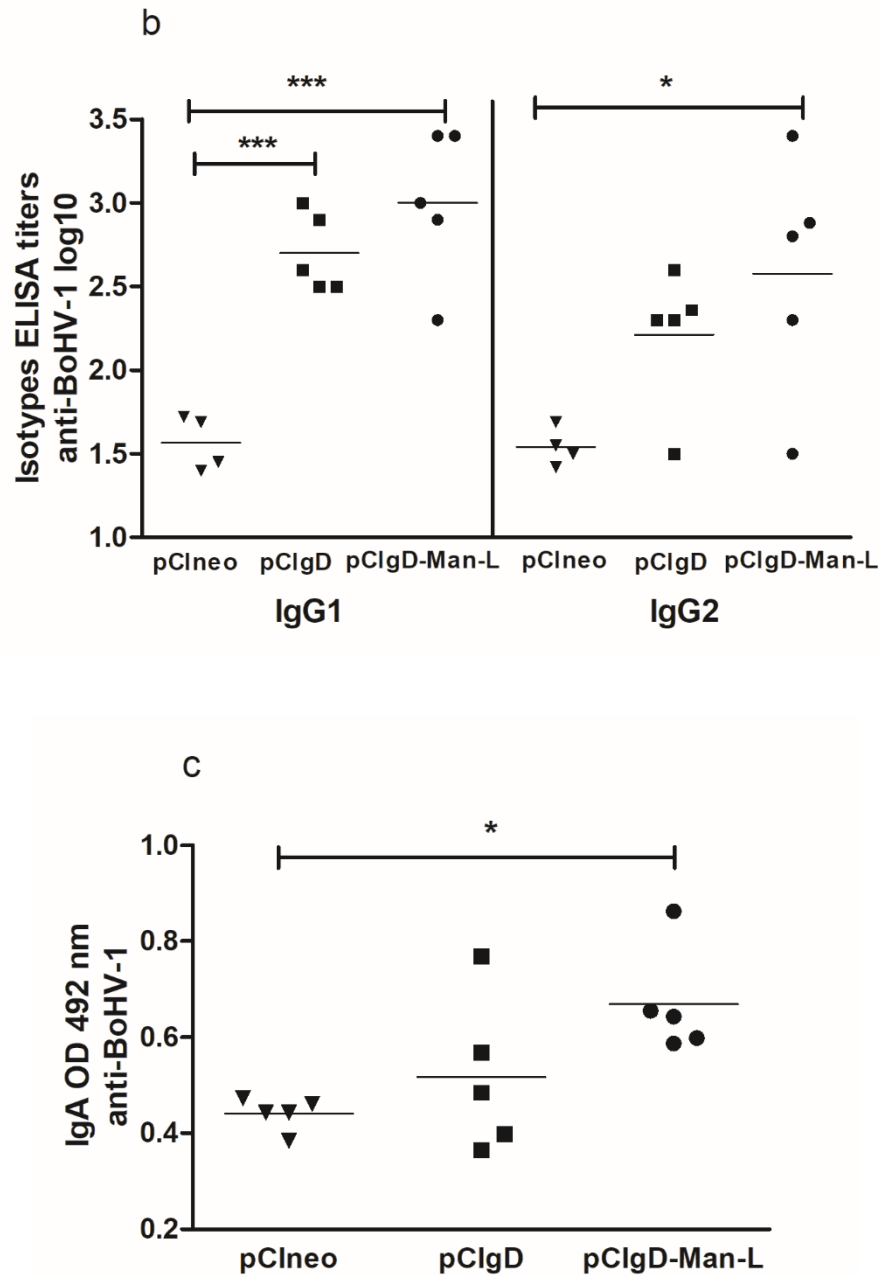 b
***
*
***
Isotypes ELISA titers
anti-BoHV-1 log10
3.5
3.0
2.5
2.0
1.5
1.0
pCIneo pCIgD pCIgD-Man-L pCIneo pCIgD pCIgD-Man-L
IgG1 IgG2
c
*
IgA OD 492 nm
anti-BoHV-1
1.0
0.8
0.6
0.4
0.2
pCIneo pCIgD pCIgD-Man-L